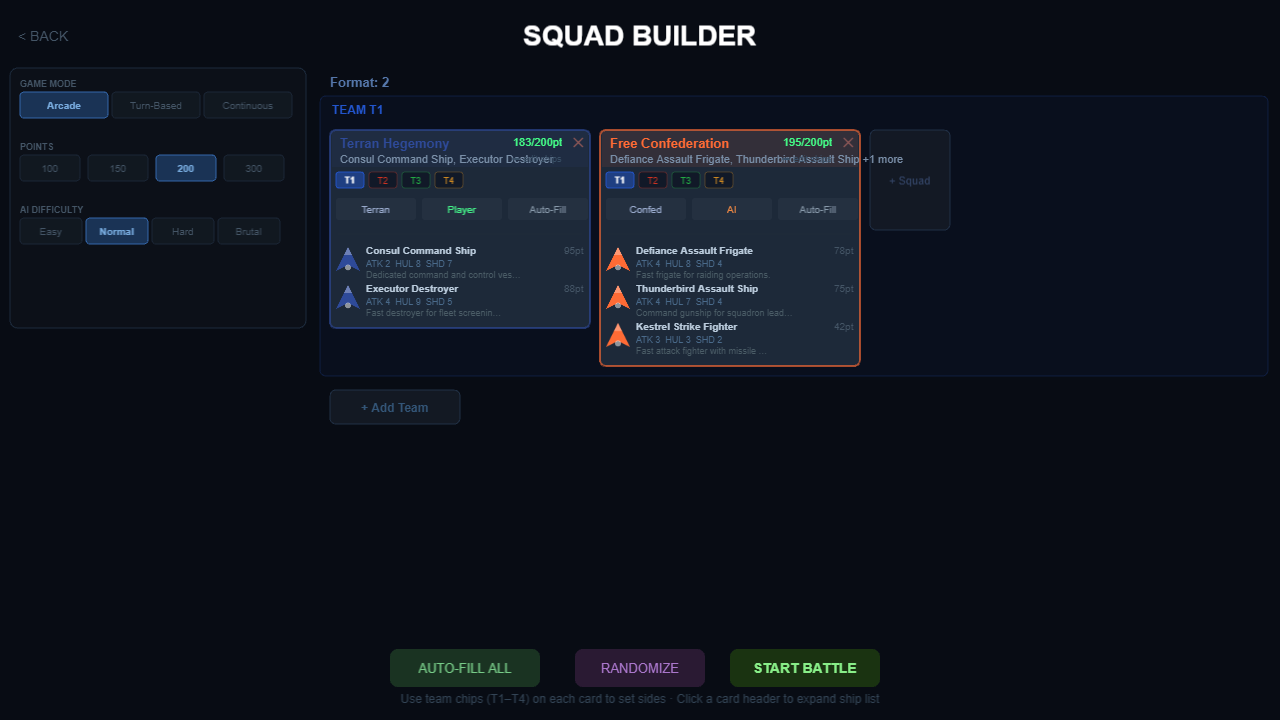 < BACK
SQUAD BUILDER
GAME MODE
Arcade Turn-Based Continuous
POINTS
100 150 200 300
AI DIFFICULTY
Easy Normal Hard Brutal
Format: 2
TEAM T1
Terran Hegemony 183/200pt
Consul Command Ship, Executor Destroyer
T1 T2 T3 T4
Terran Player Auto-Fill
Consul Command Ship 95pt
ATK 2 HUL 8 SHD 7
Dedicated command and control ves...
Executor Destroyer 88pt
ATK 4 HUL 9 SHD 5
Fast destroyer for fleet screenin...
Free Confederation 195/200pt
Defiance Assault Frigate, Thunderbird Assault Ship +1 more
T1 T2 T3 T4
Confed AI Auto-Fill
Defiance Assault Frigate 78pt
ATK 4 HUL 8 SHD 4
Fast frigate for raiding operations.
Thunderbird Assault Ship 75pt
ATK 4 HUL 7 SHD 4
Command gunship for squadron lead...
Kestrel Strike Fighter 42pt
ATK 3 HUL 3 SHD 2
Fast attack fighter with missile ...
+ Squad
+ Add Team
AUTO-FILL ALL RANDOMIZE START BATTLE
Use team chips (T1–T4) on each card to set sides · Click a card header to expand ship list